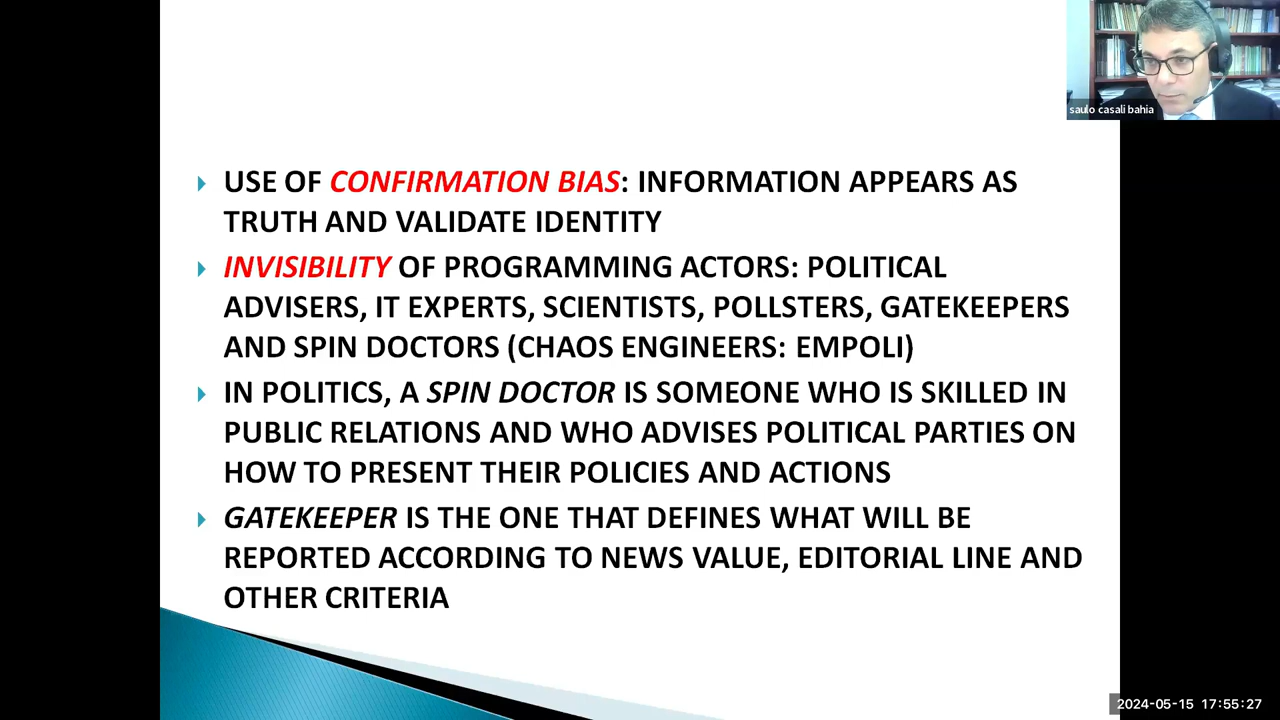 saulo casali bahia
USE OF CONFIRMATION BIAS: INFORMATION APPEARS AS
TRUTH AND VALIDATE IDENTITY
INVISIBILITY OF PROGRAMMING ACTORS: POLITICAL
ADVISERS, IT EXPERTS, SCIENTISTS, POLLSTERS, GATEKEEPERS
AND SPIN DOCTORS (CHAOS ENGINEERS: EMPOLI)
IN POLITICS, A SPIN DOCTOR IS SOMEONE WHO IS SKILLED IN
PUBLIC RELATIONS AND WHO ADVISES POLITICAL PARTIES ON
HOW TO PRESENT THEIR POLICIES AND ACTIONS
GATEKEEPER IS THE ONE THAT DEFINES WHAT WILL BE
REPORTED ACCORDING TO NEWS VALUE, EDITORIAL LINE AND
OTHER CRITERIA
2024-05-15 17:55:27